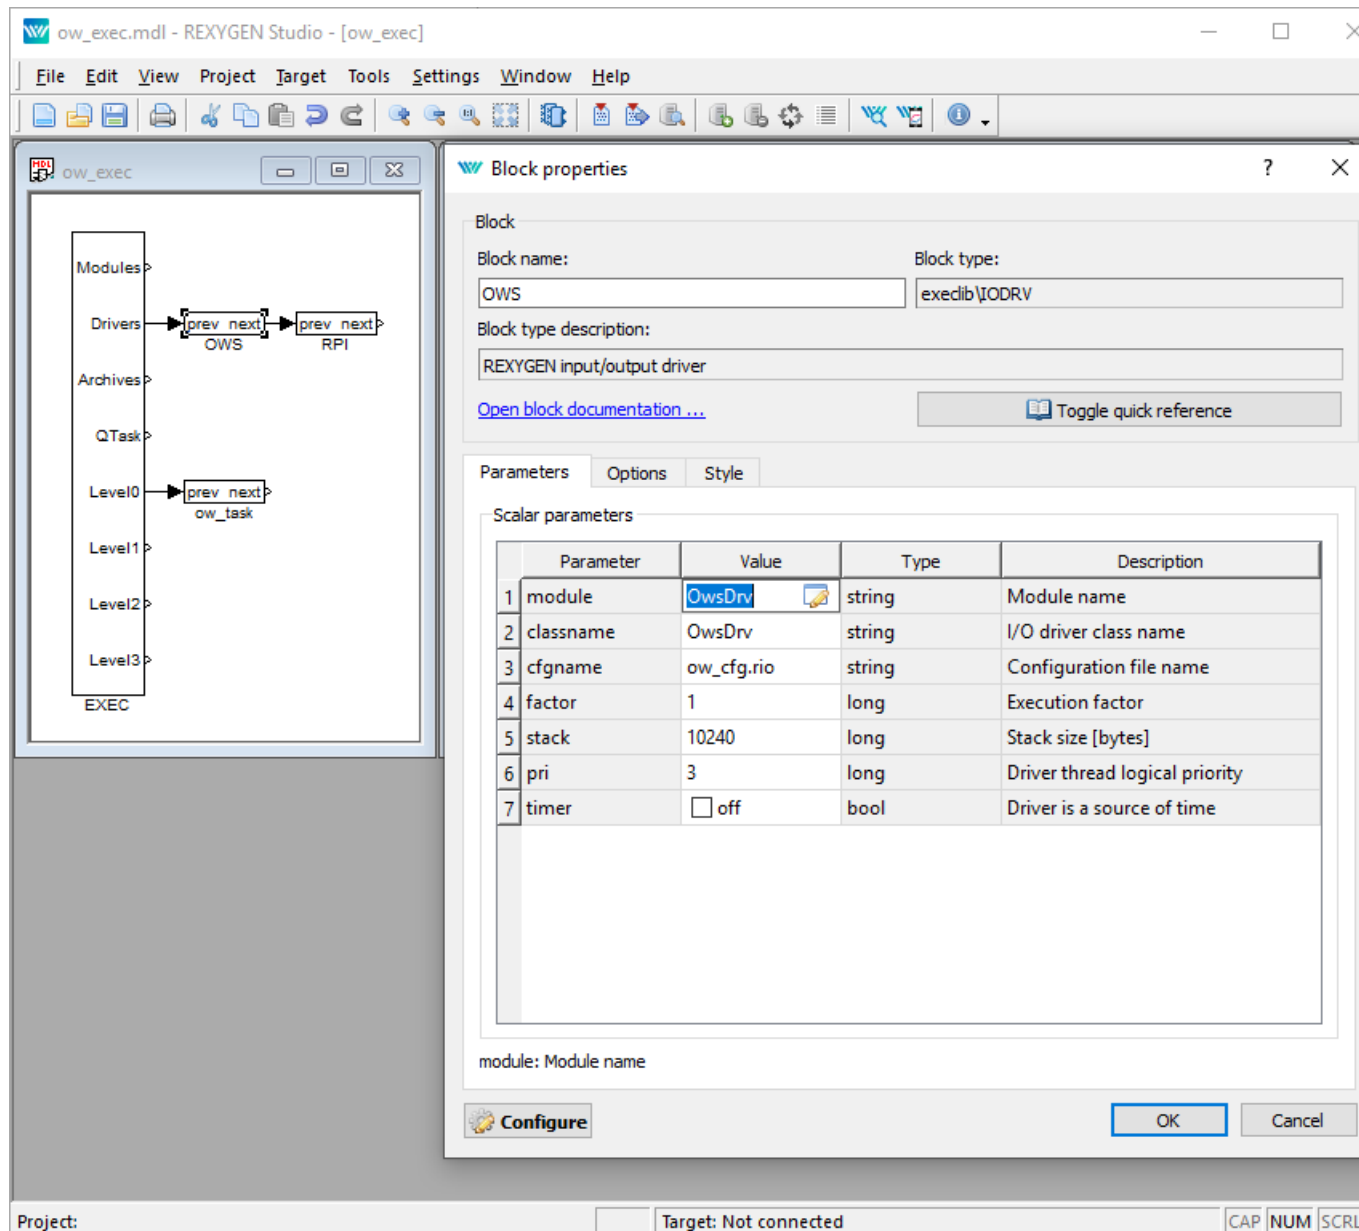 ow_exec.mdl - REXYGEN Studio - [ow_exec]
File Edit View Project Target Tools Settings Window Help
ow_exec
Modules
Drivers
prev next
OWS
prev next
RPI
Archives
QTask
Level0
prev next
ow_task
Level1
Level2
Level3
EXEC
Block properties
?
Block
Block name:
Block type:
OWS
execlib\IODRV
Block type description:
REXYGEN input/output driver
Open block documentation ...
Toggle quick reference
Parameters Options Style
Scalar parameters
Parameter Value Type Description
1 module OwsDrv string Module name
2 classname OwsDrv string I/O driver class name
3 cfgname ow_cfg.rio string Configuration file name
4 factor 1 long Execution factor
5 stack 10240 long Stack size [bytes]
6 pri 3 long Driver thread logical priority
7 timer off bool Driver is a source of time
module: Module name
Configure
OK
Cancel
Project:
Target: Not connected
CAP NUM SCRL